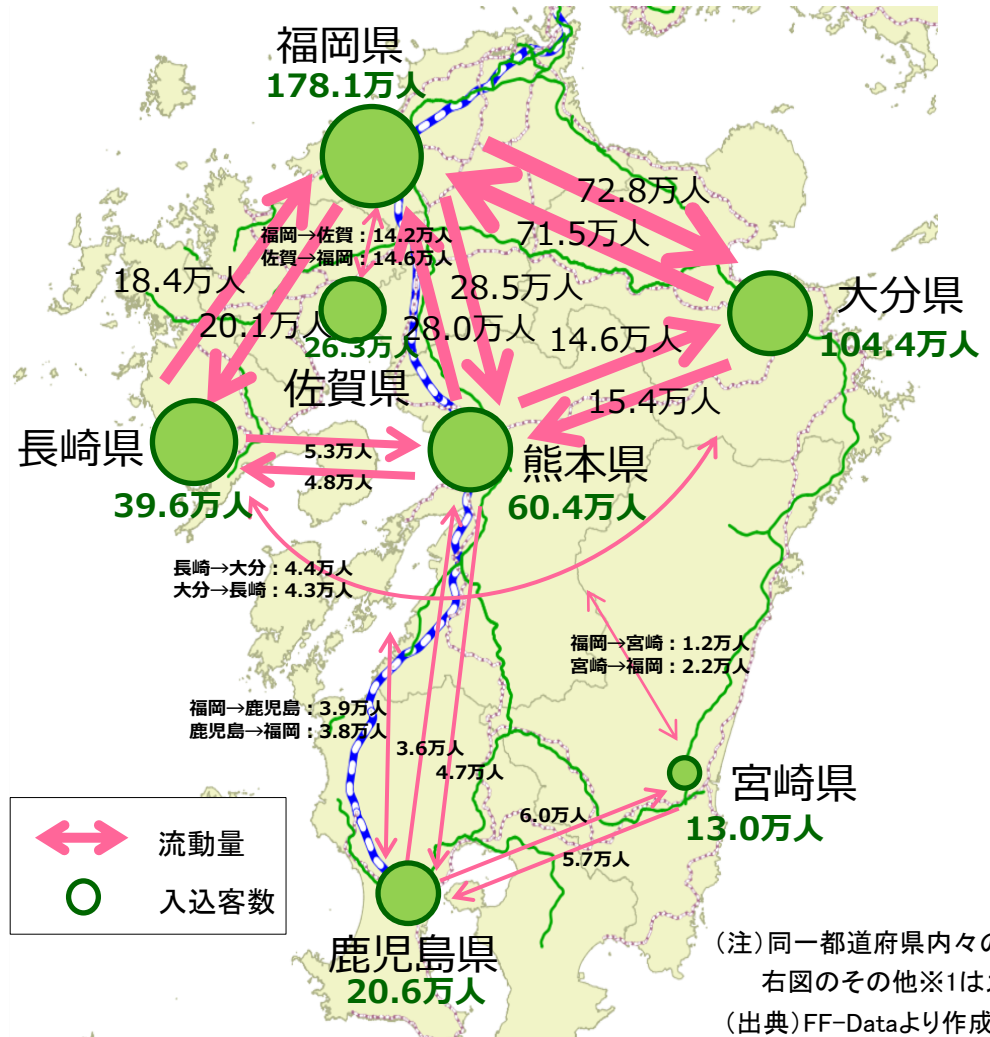 福岡県
178.1万人
72.8万人
71.5万人
福岡→佐賀：14.2万人
佐賀→福岡：14.6万人
18.4万人
20.1万人
28.5万人
28.0万人
26.3万人
佐賀県
14.6万人
15.4万人
大分県
104.4万人
長崎県
39.6万人
5.3万人
4.8万人
熊本県
60.4万人
長崎→大分：4.4万人
大分→長崎：4.3万人
福岡→宮崎：1.2万人
宮崎→福岡：2.2万人
福岡→鹿児島：3.9万人
鹿児島→福岡：3.8万人
3.6万人
4.7万人
宮崎県
13.0万人
6.0万人
5.7万人
流動量
入込客数
鹿児島県
20.6万人
（注）同一都道府県内々の
右図のその他※1は
（出典）FF-Dataより作成